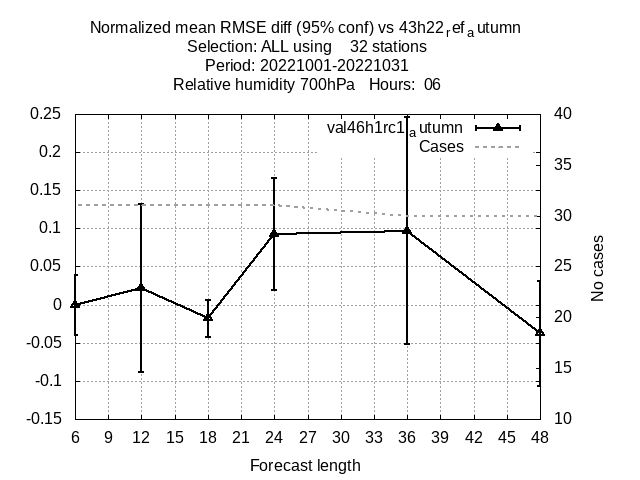 Normalized mean RMSE diff (95% conf) vs 43h22refautumn
Selection: ALL using 32 stations
Period: 20221001-20221031
Relative humidity 700hPa Hours: 06
val46h1rc1autumn
Cases
0.25
0.2
0.15
0.1
0.05
0
-0.05
-0.1
-0.15
40
35
30
25
20
15
10
No cases
6 9 12 15 18 21 24 27 30 33 36 39 42 45 48
Forecast length